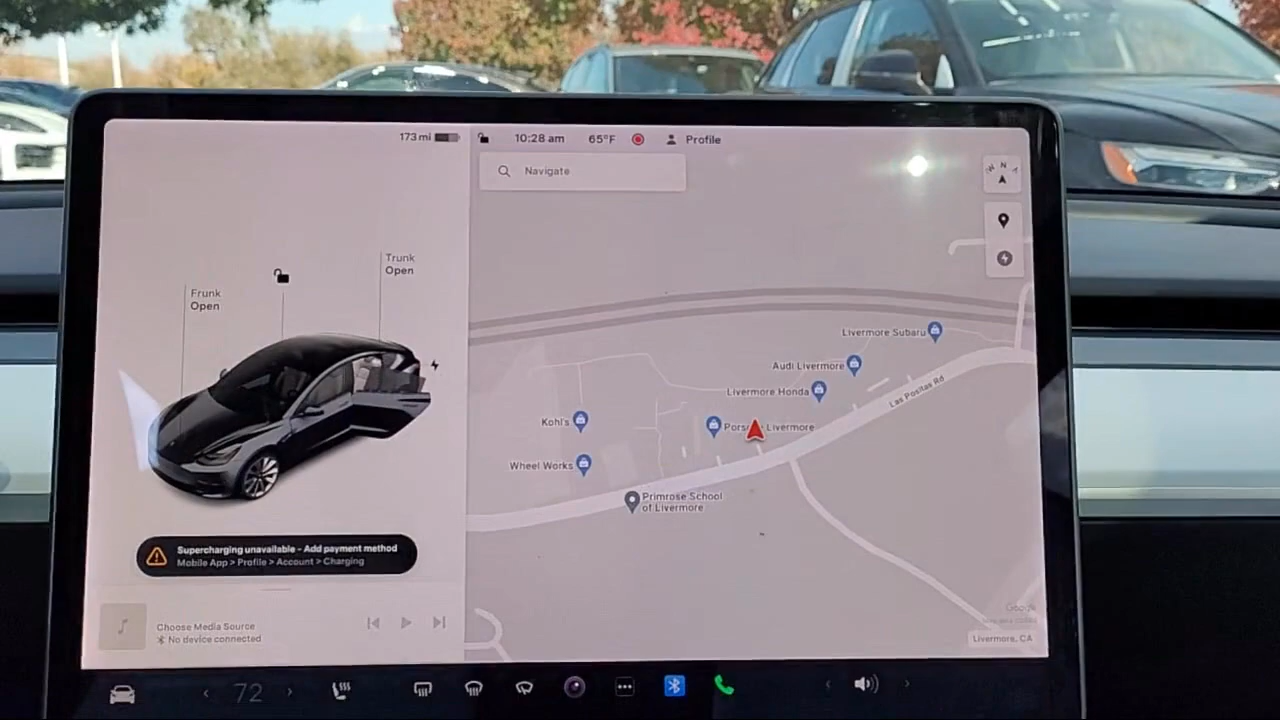 173 mi
10:28 am
65°F
Profile
Navigate
N
W
Trunk
Open
Frunk
Open
Livermore Subaru
Audi Livermore
Livermore Honda
Las Positas Rd
Kohl's
Livermore
Wheel Works
Primrose School
of Livermore
Supercharging unavailable - Add payment method
Mobile App > Profile > Account > Charging
Choose Media Source
No device connected
Google
Livermore, CA
72